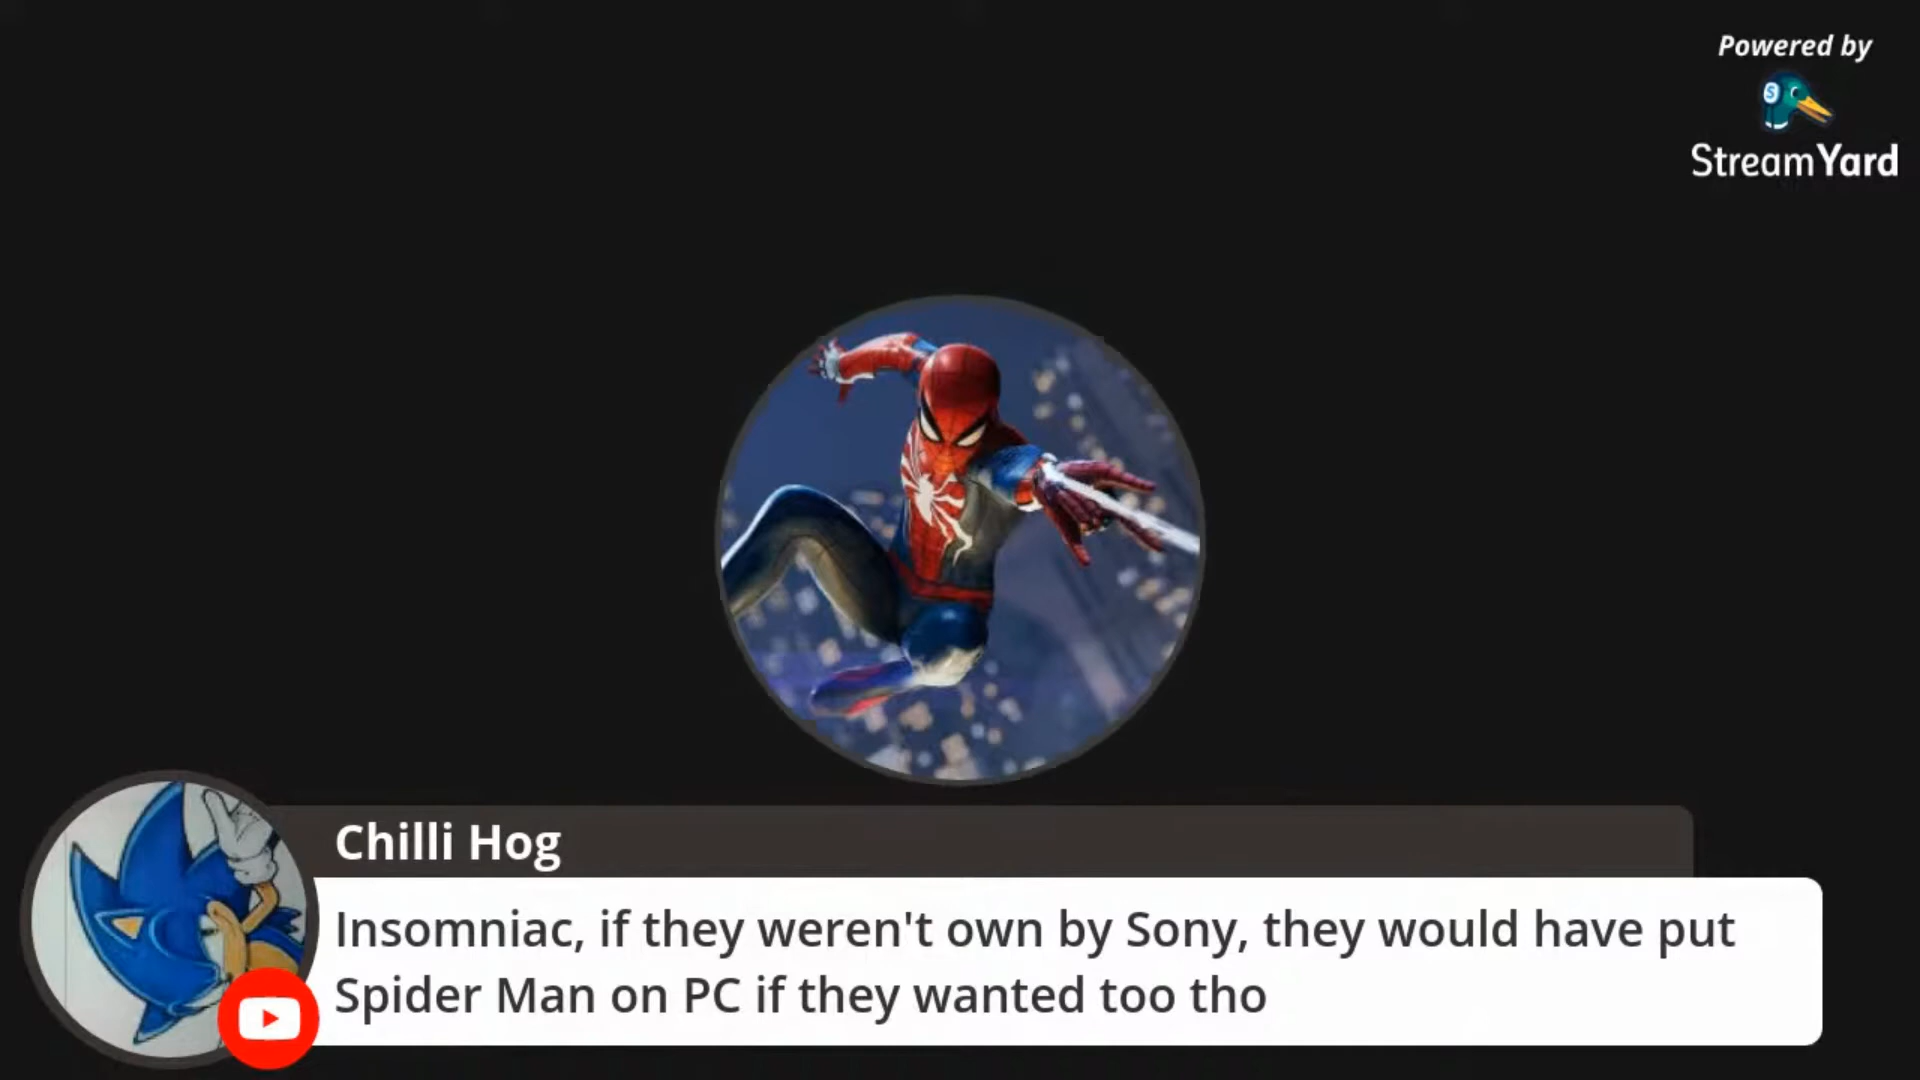 Powered by
StreamYard
Chilli Hog
Insomniac, if they weren't own by Sony, they would have put
Spider Man on PC if they wanted too tho